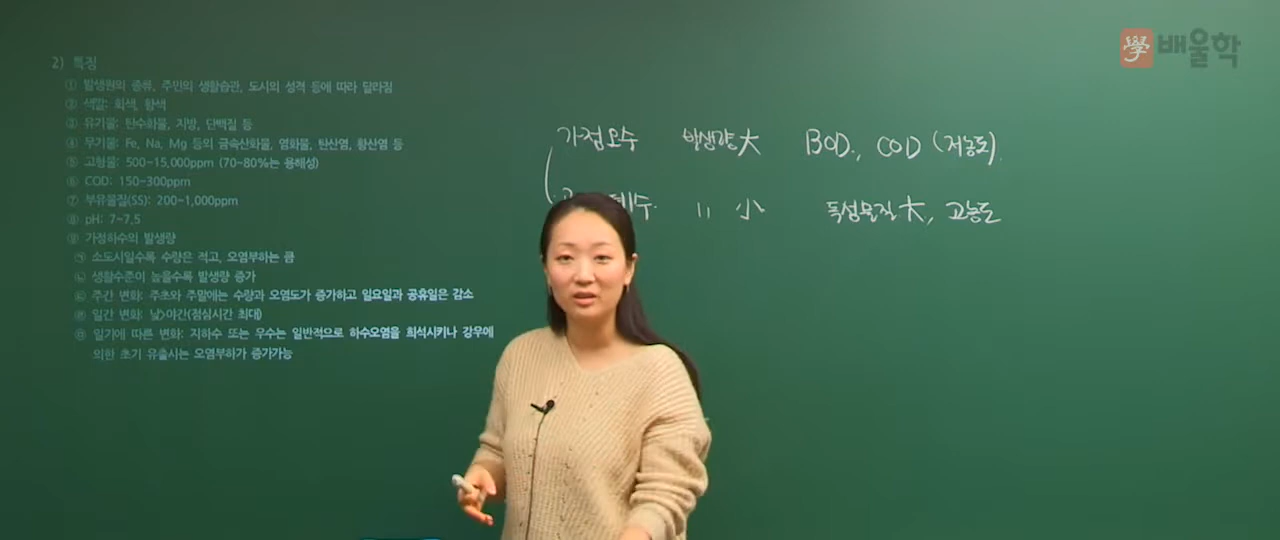 學 배울학
2) 특징
① 발생원의 종류, 주민의 생활습관, 도시의 성격 등에 따라 달라짐
② 색깔: 회색, 황색
③ 유기물: 탄수화물, 지방, 단백질 등
④ 무기물: Fe, Na, Mg 등의 금속산화물, 염화물, 탄산염, 황산염 등
⑤ 고형물: 500~15,000ppm (70~80%는 용해성)
⑥ COD: 150~300ppm
⑦ 부유물질(SS): 200~1,000ppm
⑧ pH: 7~7.5
⑨ 가정하수의 발생량
㉠ 소도시일수록 수량은 적고, 오염부하는 큼
㉡ 생활수준이 높을수록 발생량 증가
㉢ 주간 변화: 주초와 주말에는 수량과 오염도가 증가하고 일요일과 공휴일은 감소
㉣ 일간 변화: 낮>야간(점심시간 최대)
㉤ 일기에 따른 변화: 지하수 또는 우수는 일반적으로 하수오염을 희석시키나 강우에
의한 초기 유출시는 오염부하가 증가가능
가정오수 발생량 大 BOD, COD (저농도)
폐수 〃 小 독성물질 大, 고농도